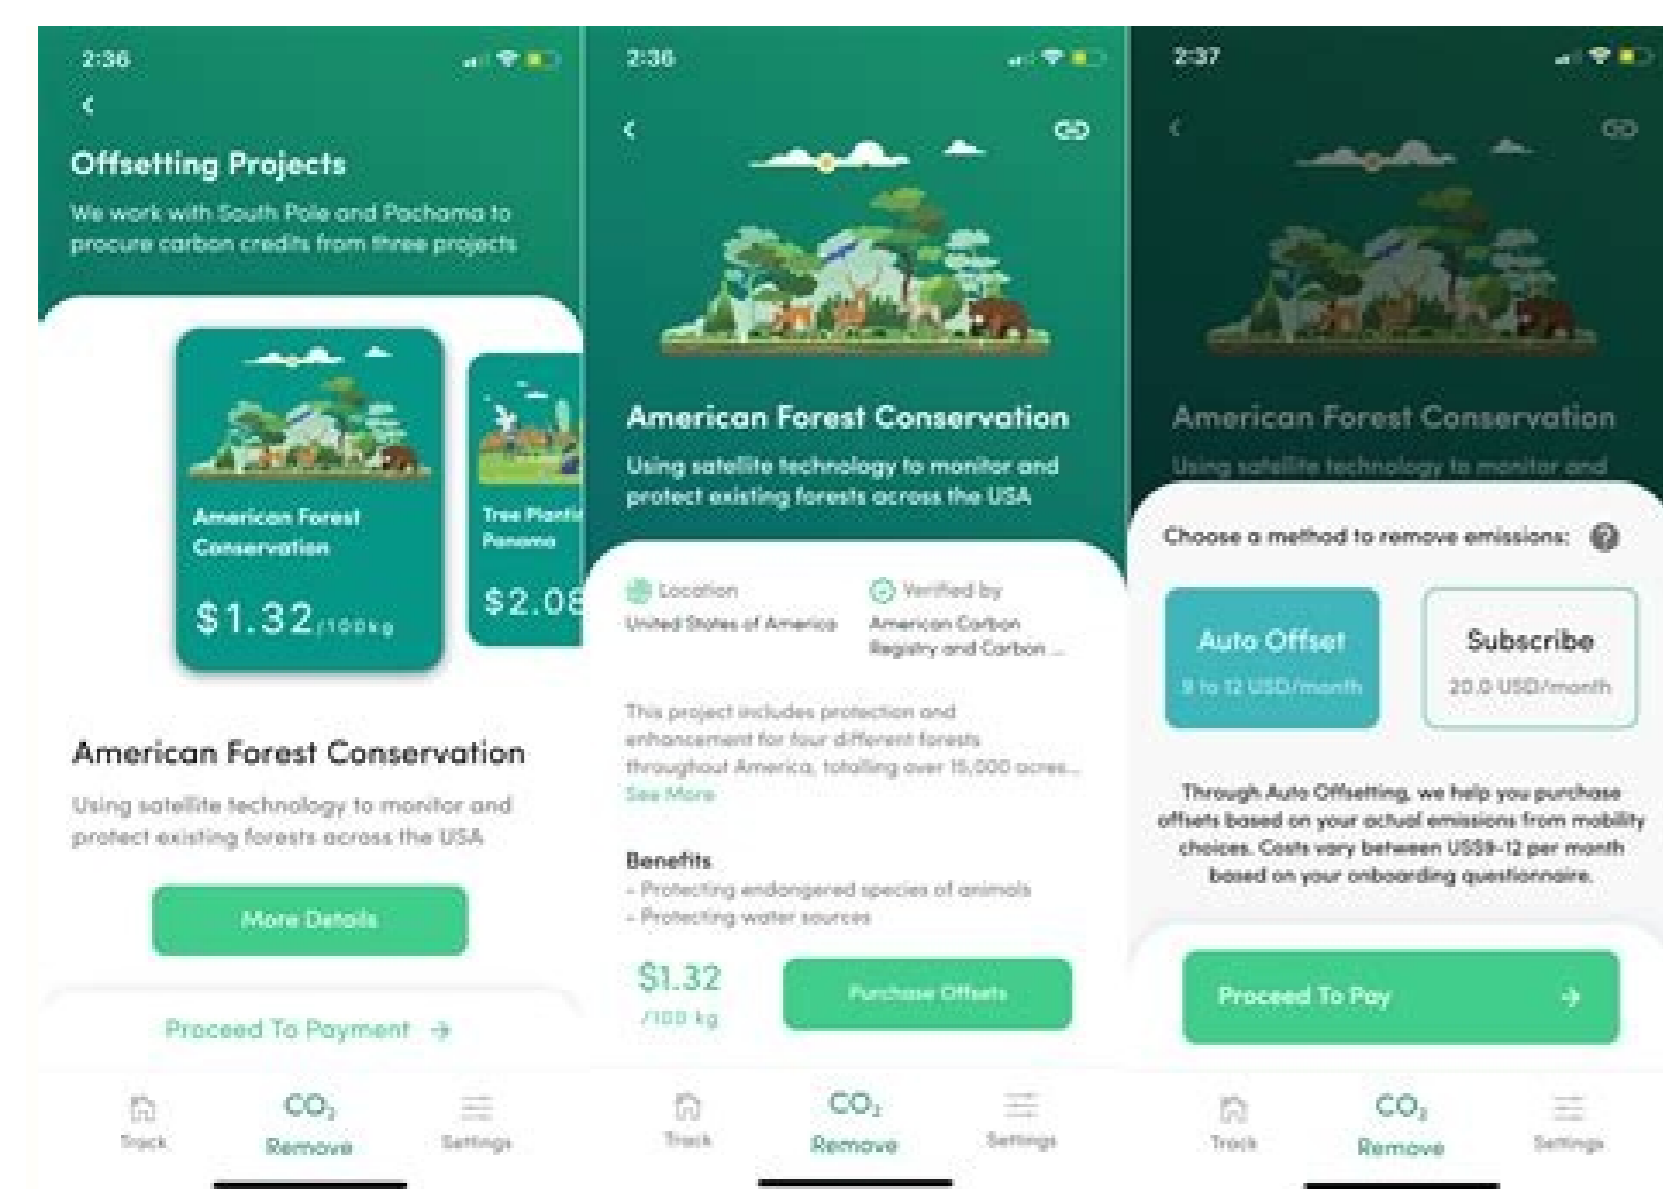 2:36
Offsetting Projects
We work with South Pole and Pachama to
procure carbon credits from three projects
American Forest
Conservation
$1.32/100kg
Tree Plantin
Panama
$2.08
American Forest Conservation
Using satellite technology to monitor and
protect existing forests across the USA
More Details
Proceed To Payment →
Track
CO₂
Remove
Settings
2:36
American Forest Conservation
Using satellite technology to monitor and
protect existing forests across the USA
Location
United States of America
Verified by
American Carbon
Registry and Carbon ...
This project includes protection and
enhancement for four different forests
throughout America, totalling over 15,000 acres...
See More
Benefits
- Protecting endangered species of animals
- Protecting water sources
$1.32
/100 kg
Purchase Offsets
Track
CO₂
Remove
Settings
2:37
American Forest Conservation
Using satellite technology to monitor and
Choose a method to remove emissions: ?
Auto Offset
9 to 12 USD/month
Subscribe
20.0 USD/month
Through Auto Offsetting, we help you purchase
offsets based on your actual emissions from mobility
choices. Costs vary between US$9-12 per month
based on your onboarding questionnaire.
Proceed To Pay →
Track
CO₂
Remove
Settings